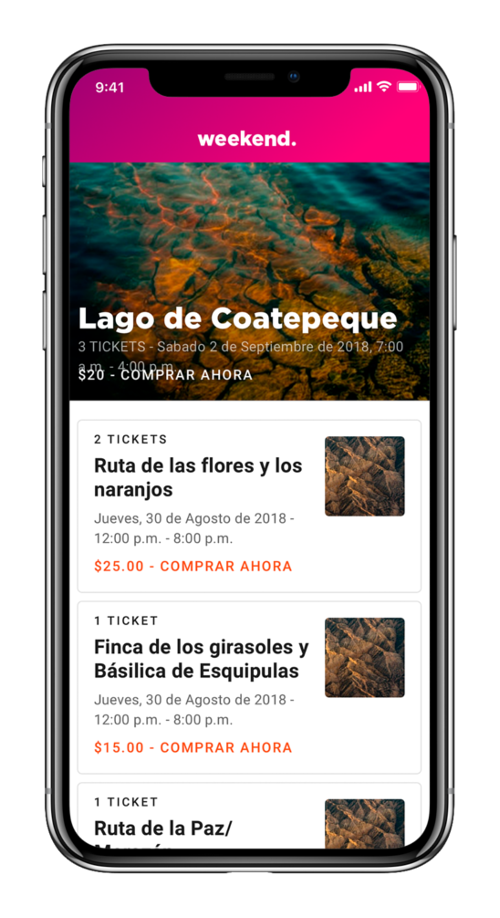 9:41
weekend.
Lago de Coatepeque
3 TICKETS - Sabado 2 de Septiembre de 2018, 7:00
a.m. - 4:00 p.m.
$20 - COMPRAR AHORA
2 TICKETS
Ruta de las flores y los
naranjos
Jueves, 30 de Agosto de 2018 -
12:00 p.m. - 8:00 p.m.
$25.00 - COMPRAR AHORA
1 TICKET
Finca de los girasoles y
Básilica de Esquipulas
Jueves, 30 de Agosto de 2018 -
12:00 p.m. - 8:00 p.m.
$15.00 - COMPRAR AHORA
1 TICKET
Ruta de la Paz/